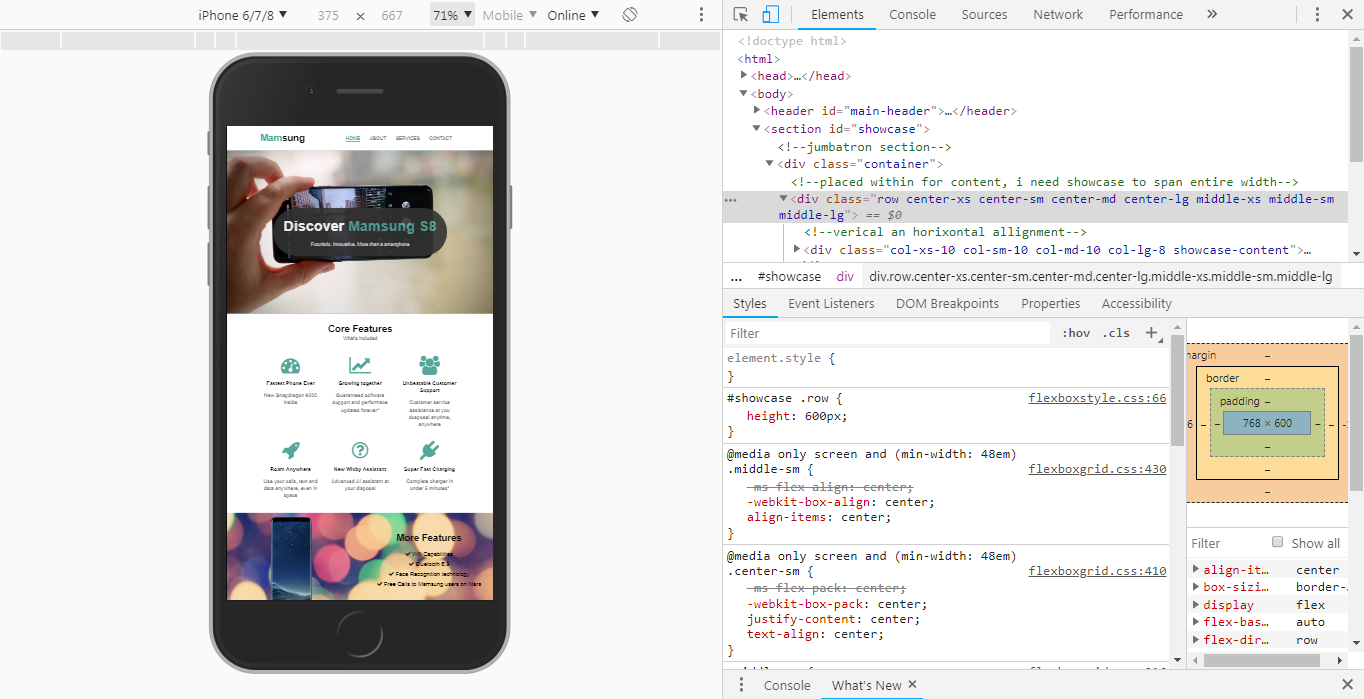 iPhone 6/7/8 ▼ 375 × 667 71% ▼ Mobile ▼ Online ▼
Mamsung HOME ABOUT SERVICES CONTACT
Discover Mamsung S8
Futuristic. Innovative. More than a smartphone
Core Features
What's Included
Fastest Phone Ever
New Snapdragon 6000 Inside
Growing together
Guaranteed software support and performace updates forever*
Unbeatable Customer Support
Customer service assistance at you dusposal anytime, anywhere
Roam Anywhere
Use your calls, text and data anywhere, even in space
New Wixby Assistant
Advanced AI assistant at your disposal
Super Fast Charging
Complete charger in under 5 minutes*
More Features
Wifi Capabilities
Bluetooth 6.3
Face Recognition technology
Free Calls to Mamsung users on Mars
Elements Console Sources Network Performance »
<!doctype html>
<html>
<head>…</head>
<body>
<header id="main-header">…</header>
<section id="showcase">
<!--jumbatron section-->
<div class="container">
<!--placed within for content, i need showcase to span entire width-->
<div class="row center-xs center-sm center-md center-lg middle-xs middle-sm
middle-lg"> == $0
<!--verical an horixontal allignment-->
<div class="col-xs-10 col-sm-10 col-md-10 col-lg-8 showcase-content">…
... #showcase div div.row.center-xs.center-sm.center-md.center-lg.middle-xs.middle-sm.middle-lg
Styles Event Listeners DOM Breakpoints Properties Accessibility
Filter :hov .cls +
element.style {
}
#showcase .row { flexboxstyle.css:66
height: 600px;
}
@media only screen and (min-width: 48em)
.middle-sm { flexboxgrid.css:430
-ms-flex-align: center;
-webkit-box-align: center;
align-items: center;
}
@media only screen and (min-width: 48em)
.center-sm { flexboxgrid.css:410
-ms-flex-pack: center;
-webkit-box-pack: center;
justify-content: center;
text-align: center;
}
margin –
border –
padding –
6 – – 768 × 600 – –
–
–
–
Filter Show all
align-it… center
box-sizi… border-
display flex
flex-bas… auto
flex-dir… row
Console What's New ×